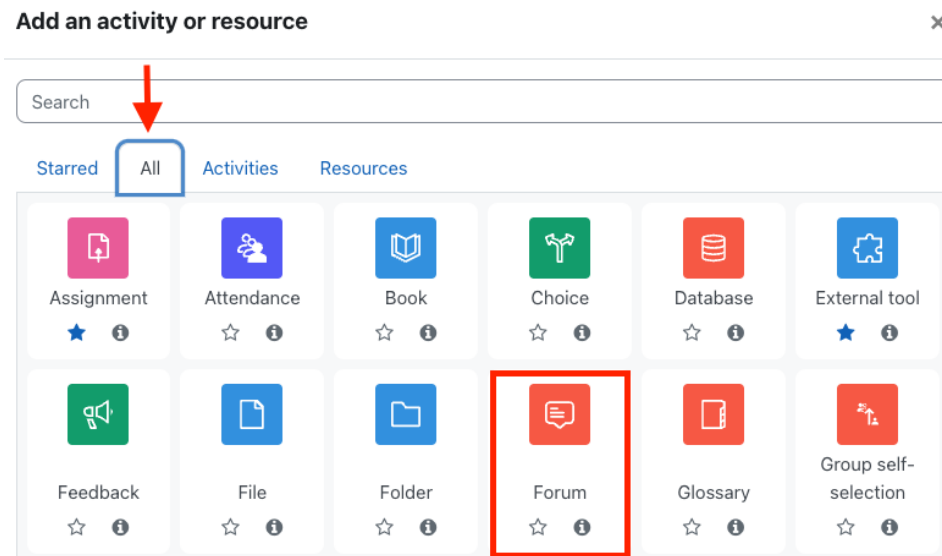 Add an activity or resource
Search
Starred All Activities Resources
Assignment Attendance Book Choice Database External tool
Feedback File Folder Forum Glossary Group self-
selection